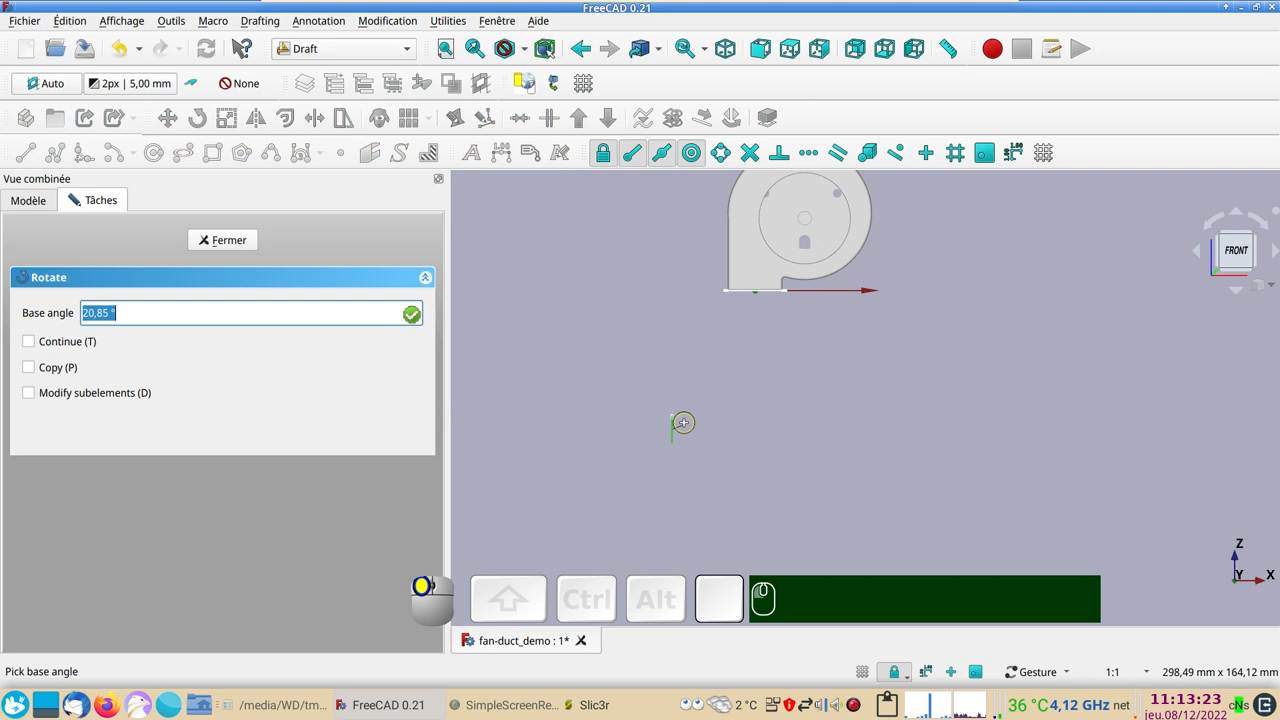 FreeCAD 0.21
Fichier Édition Affichage Outils Macro Drafting Annotation Modification Utilities Fenêtre Aide
Draft
Auto 2px | 5,00 mm None
Vue combinée
Modèle Tâches
Fermer
Rotate
Base angle 20,85 °
Continue (T)
Copy (P)
Modify subelements (D)
FRONT
Z
Y X
Ctrl Alt
fan-duct_demo : 1*
Pick base angle Gesture 1:1 298,49 mm x 164,12 mm
/media/WD/tm... FreeCAD 0.21 SimpleScreenRe... Slic3r 2 °C 36 °C 4,12 GHz net 11:13:23
jeu.08/12/2022